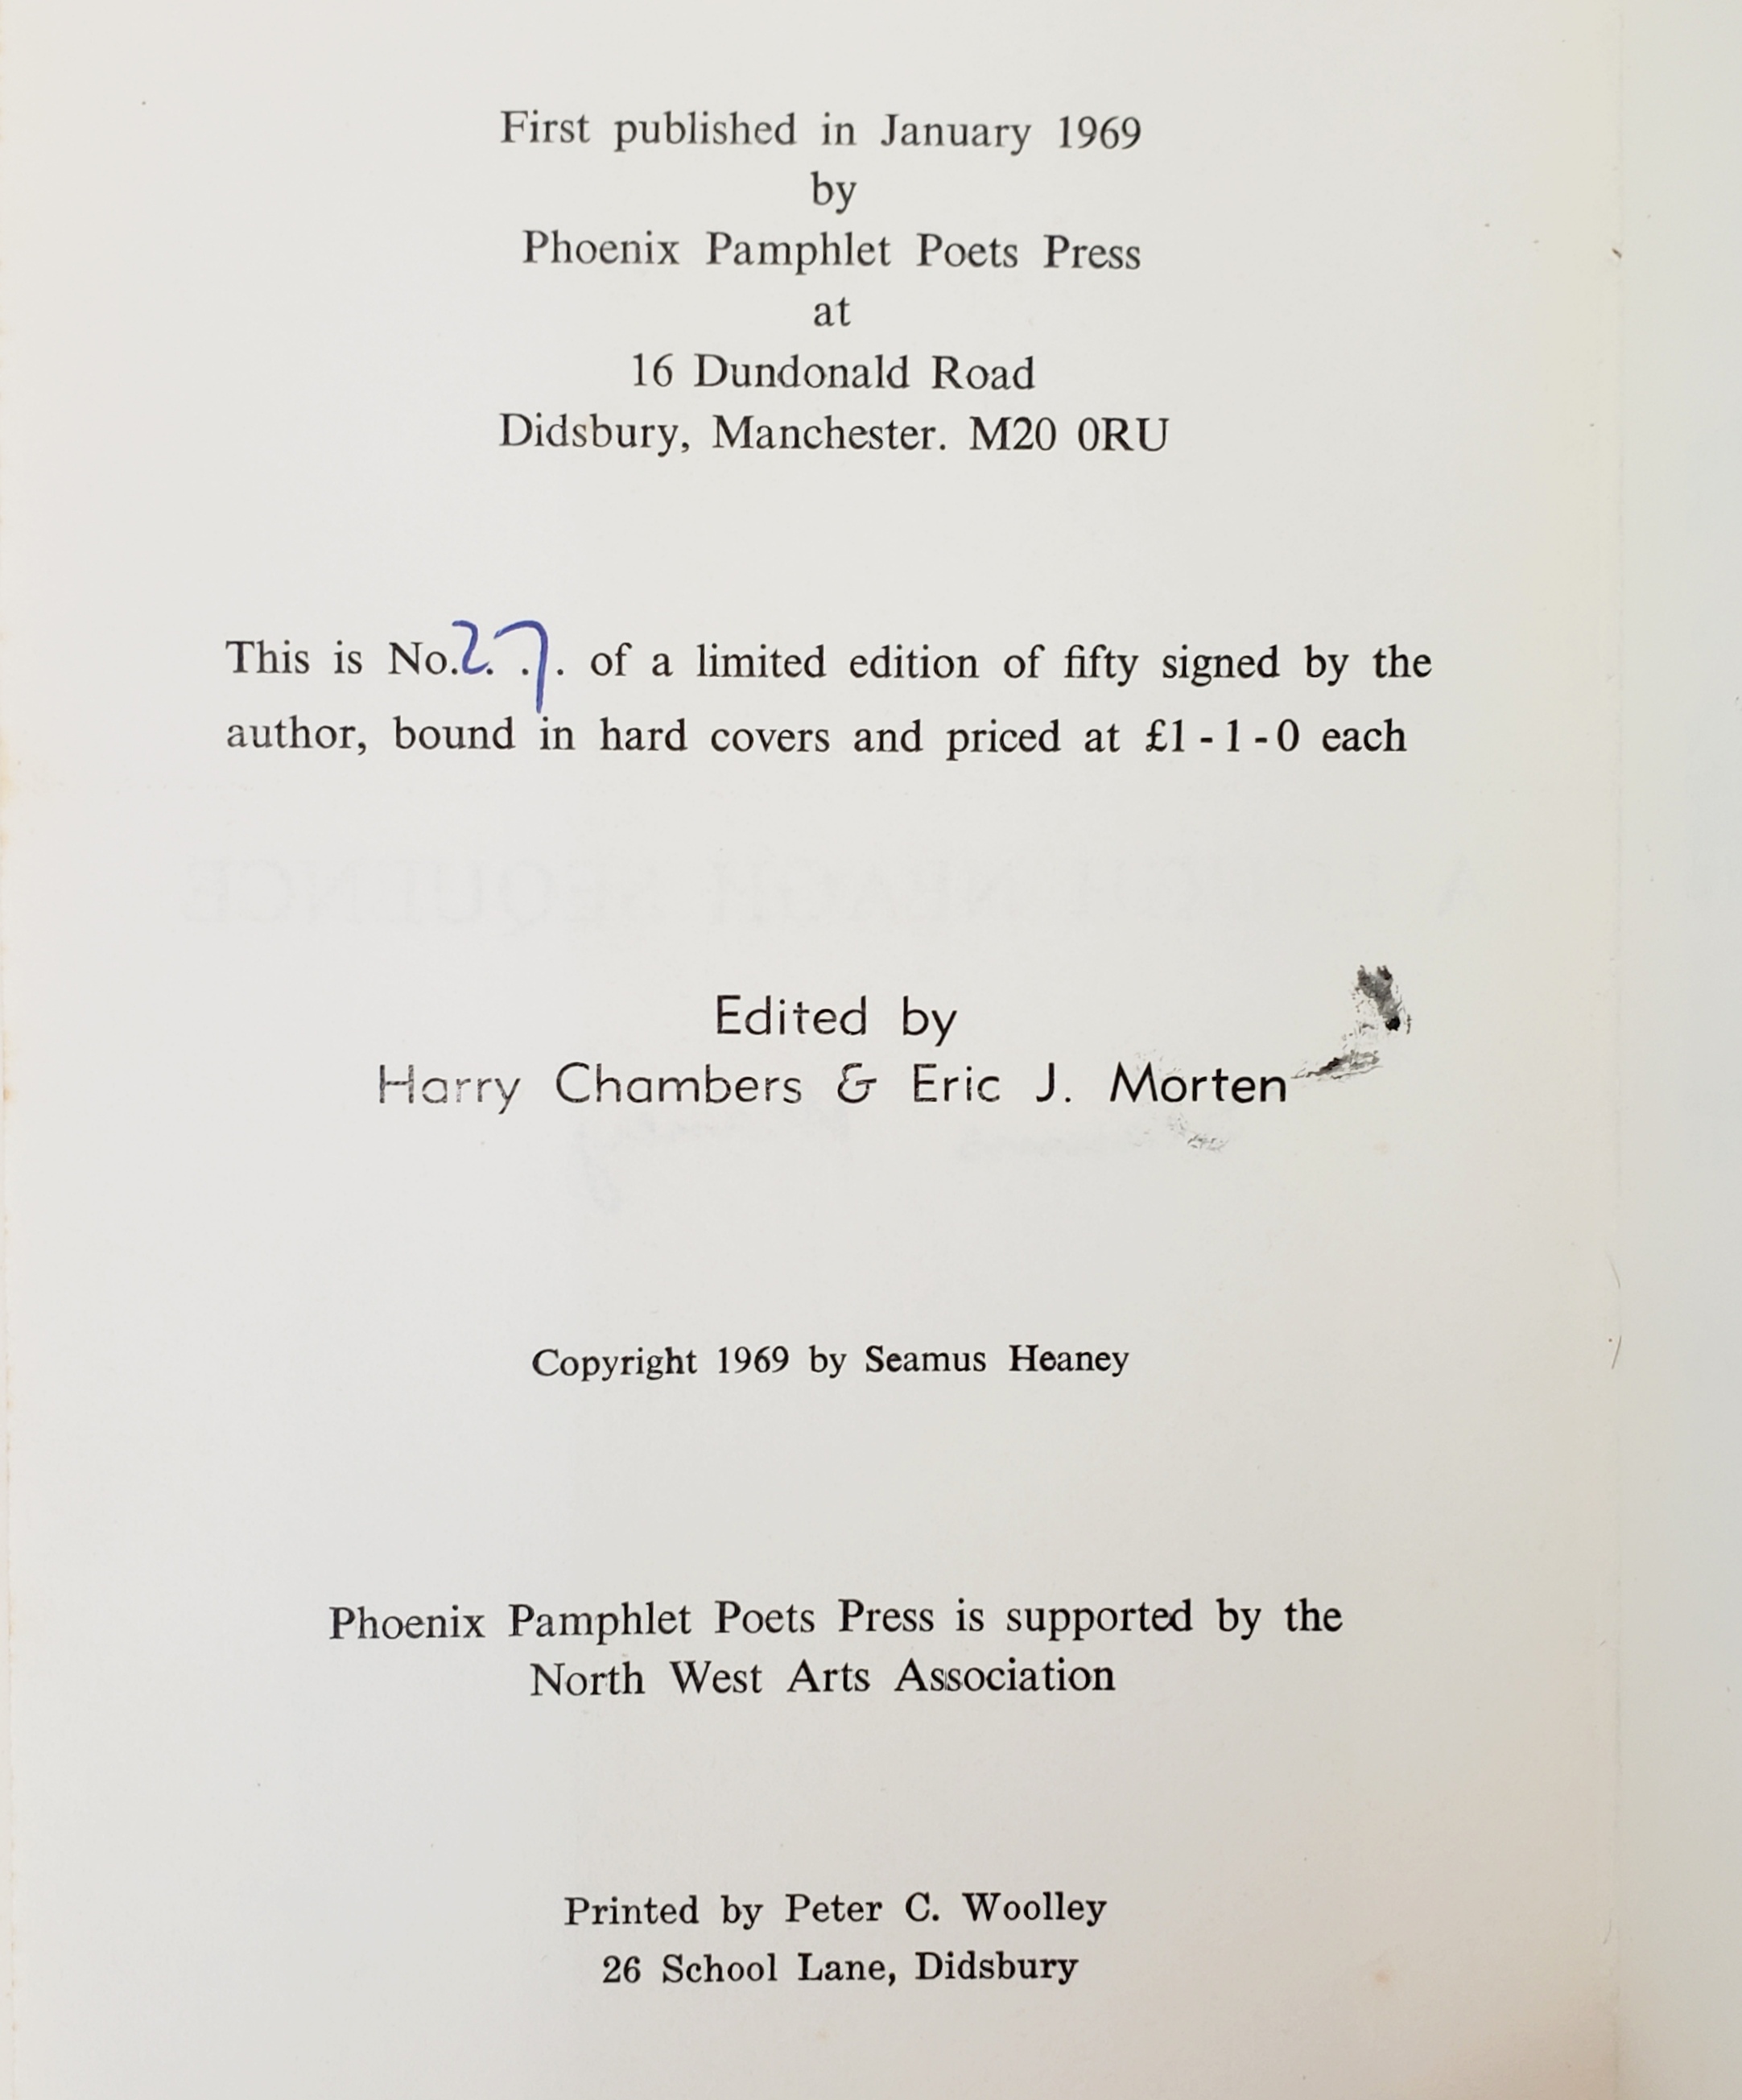 First published in January 1969
by
Phoenix Pamphlet Poets Press
at
16 Dundonald Road
Didsbury, Manchester. M20 0RU
This is No. 27. of a limited edition of fifty signed by the
author, bound in hard covers and priced at £1-1-0 each
A LOUGH NEAGH SEQUENCE
Edited by
Harry Chambers & Eric J. Morten
Copyright 1969 by Seamus Heaney
Phoenix Pamphlet Poets Press is supported by the
North West Arts Association
Printed by Peter C. Woolley
26 School Lane, Didsbury